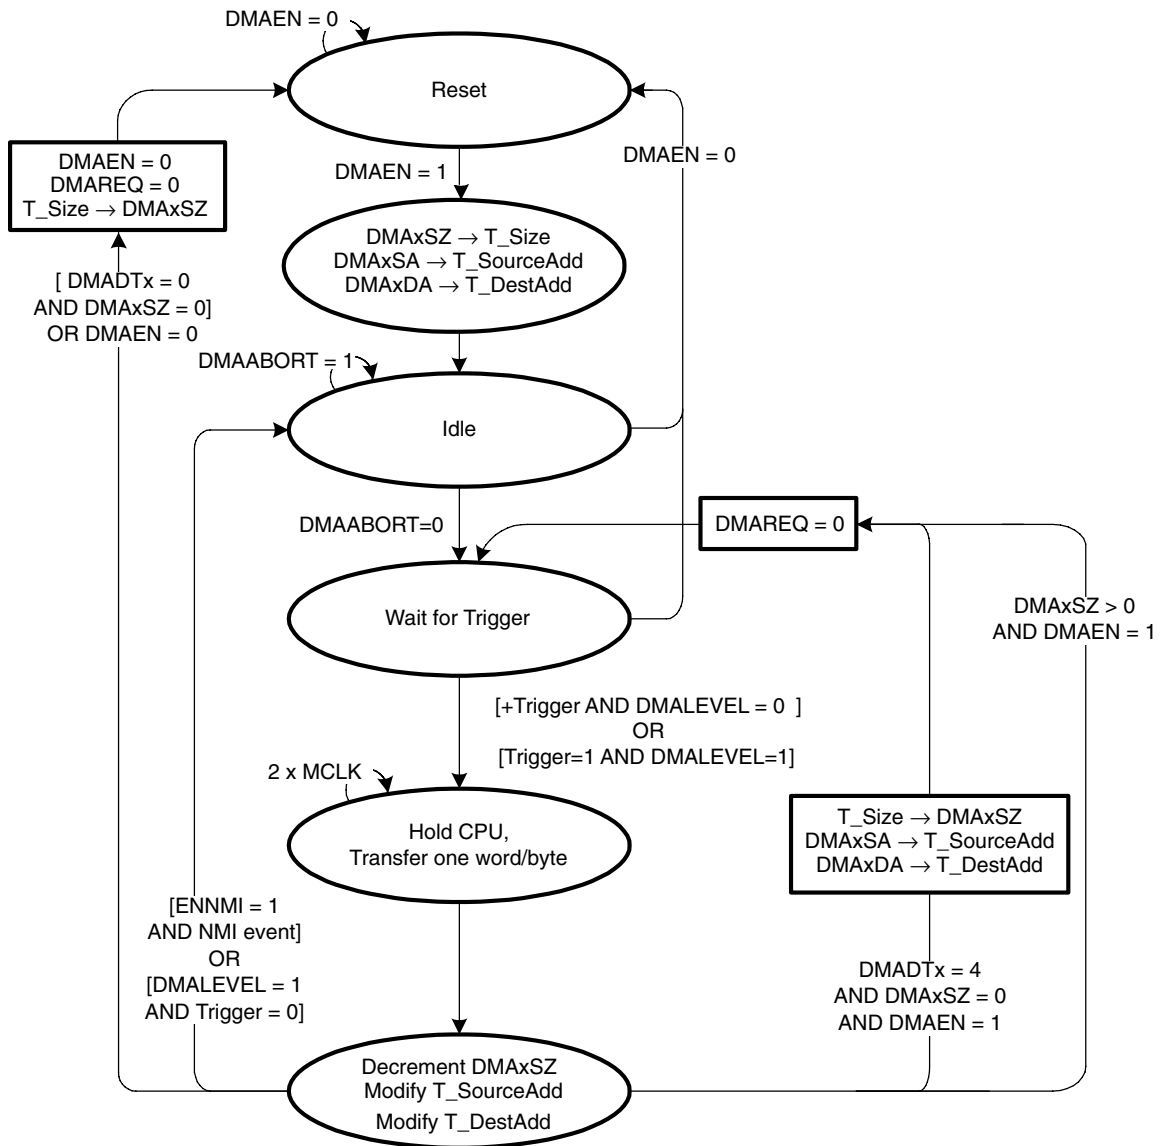 DMAEN = 0
Reset
DMAEN = 0
DMAREQ = 0
T_Size → DMAxSZ
DMAEN = 1
DMAEN = 0
DMAxSZ → T_Size
DMAxSA → T_SourceAdd
DMAxDA → T_DestAdd
[ DMADTx = 0
AND DMAxSZ = 0]
OR DMAEN = 0
DMAABORT = 1
Idle
DMAABORT=0
DMAREQ = 0
Wait for Trigger
DMAxSZ > 0
AND DMAEN = 1
[+Trigger AND DMALEVEL = 0 ]
OR
[Trigger=1 AND DMALEVEL=1]
2 x MCLK
Hold CPU,
Transfer one word/byte
T_Size → DMAxSZ
DMAxSA → T_SourceAdd
DMAxDA → T_DestAdd
[ENNMI = 1
AND NMI event]
OR
[DMALEVEL = 1
AND Trigger = 0]
DMADTx = 4
AND DMAxSZ = 0
AND DMAEN = 1
Decrement DMAxSZ
Modify T_SourceAdd
Modify T_DestAdd